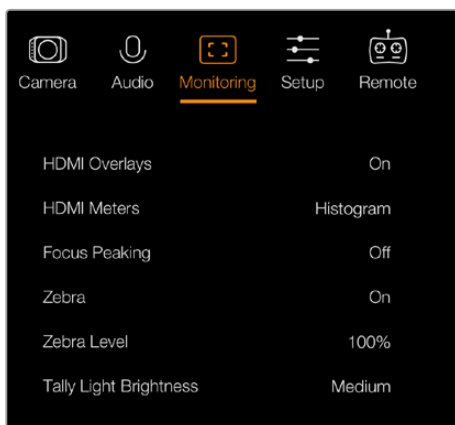 Camera Audio Monitoring Setup Remote
HDMI Overlays On
HDMI Meters Histogram
Focus Peaking Off
Zebra On
Zebra Level 100%
Tally Light Brightness Medium